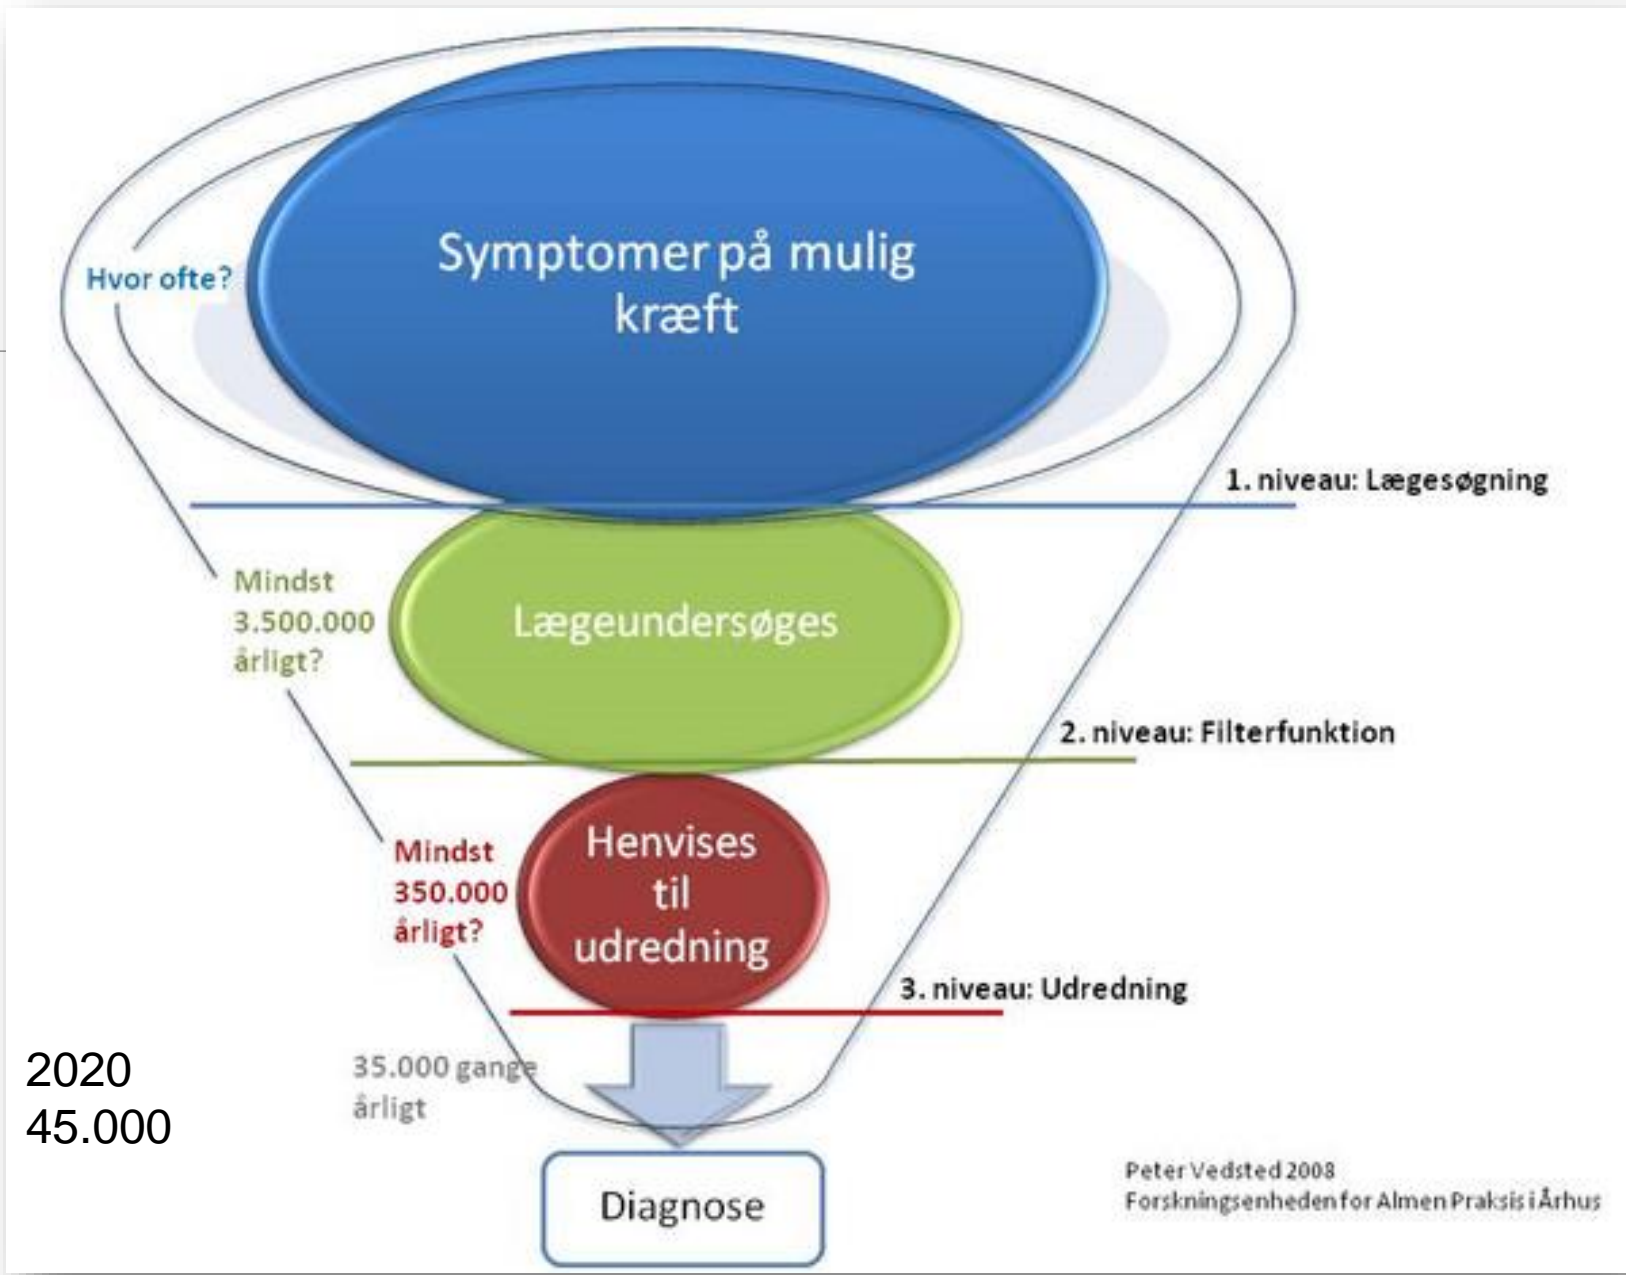 Symptomer på mulig
kræft
Hvor ofte?
1. niveau: Lægesøgning
Mindst
3.500.000
årligt?
Lægeundersøges
2. niveau: Filterfunktion
Mindst
350.000
årligt?
Henvises
til
udredning
3. niveau: Udredning
35.000 gange
årligt
2020
45.000
Diagnose
Peter Vedsted 2008
Forskningsenheden for Almen Praksis i Århus